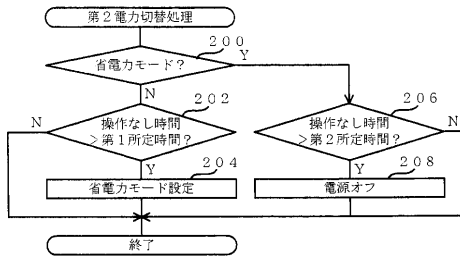 第２電力切替処理
２００
省電力モード？
Y
N
２０２
操作なし時間
＞第１所定時間？
N
Y
２０６
操作なし時間
＞第２所定時間？
N
Y
２０４
省電力モード設定
２０８
電源オフ
終了